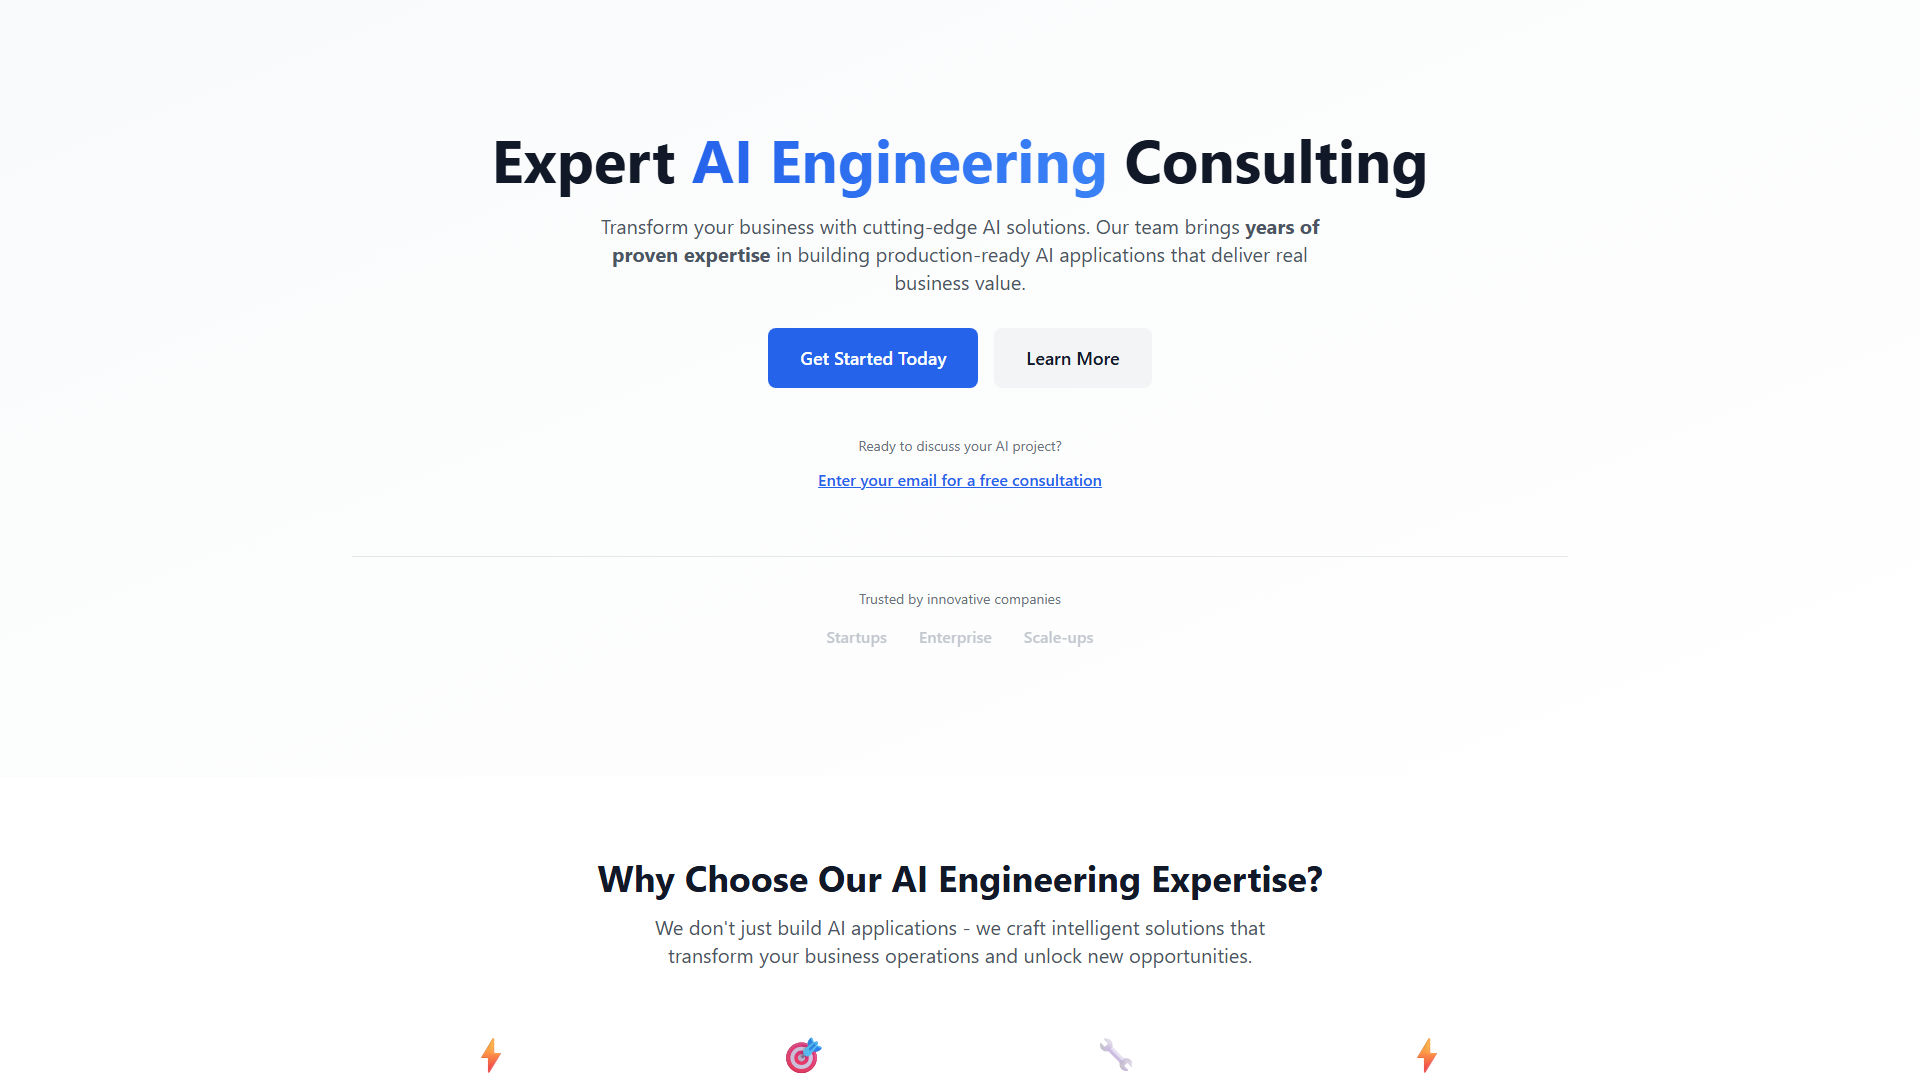 Expert AI Engineering Consulting
Transform your business with cutting-edge AI solutions. Our team brings years of
proven expertise in building production-ready AI applications that deliver real
business value.
Get Started Today
Learn More
Ready to discuss your AI project?
Enter your email for a free consultation
Trusted by innovative companies
Startups
Enterprise
Scale-ups
Why Choose Our AI Engineering Expertise?
We don't just build AI applications - we craft intelligent solutions that
transform your business operations and unlock new opportunities.